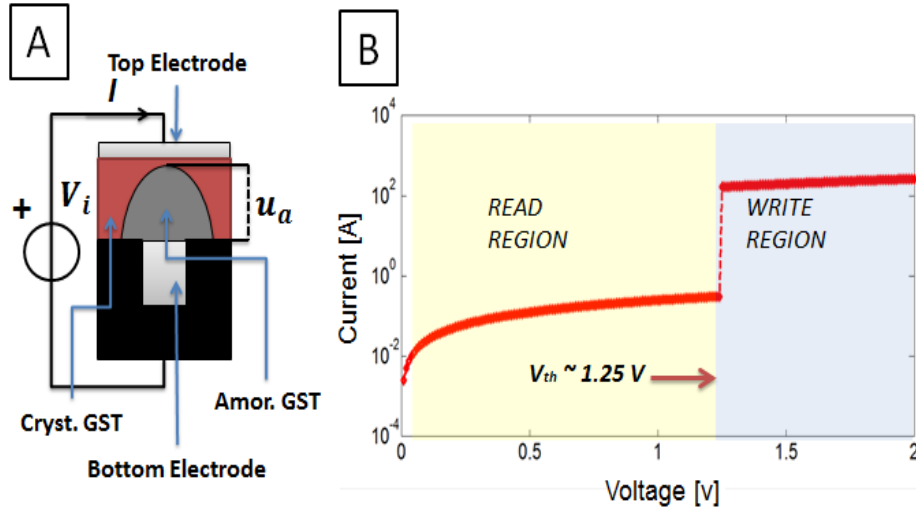 A
Top Electrode
I
+
V_i
u_a
Cryst. GST
Amor. GST
Bottom Electrode
B
10^4
10^2
10^0
10^-2
10^-4
Current [A]
READ
REGION
WRITE
REGION
V_th ~ 1.25 V
0
0.5
1
1.5
2
Voltage [v]